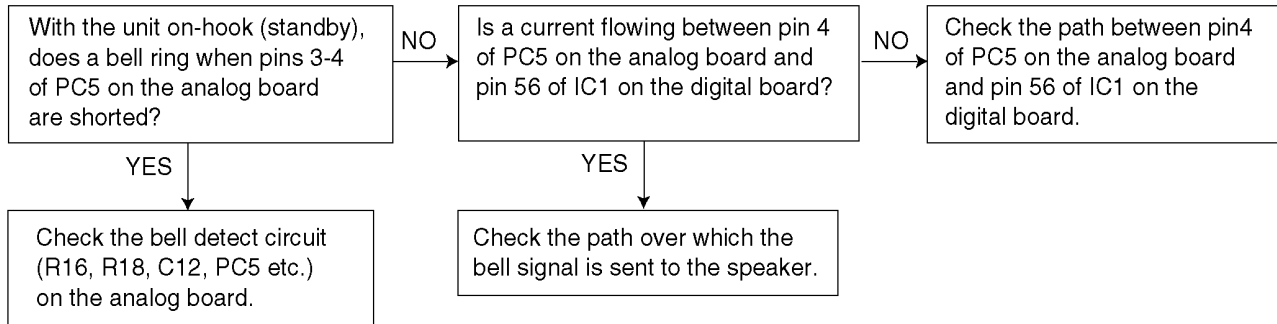 With the unit on-hook (standby),
does a bell ring when pins 3-4
of PC5 on the analog board
are shorted?
NO
Is a current flowing between pin 4
of PC5 on the analog board and
pin 56 of IC1 on the digital board?
NO
Check the path between pin4
of PC5 on the analog board
and pin 56 of IC1 on the
digital board.
YES
YES
Check the bell detect circuit
(R16, R18, C12, PC5 etc.)
on the analog board.
Check the path over which the
bell signal is sent to the speaker.